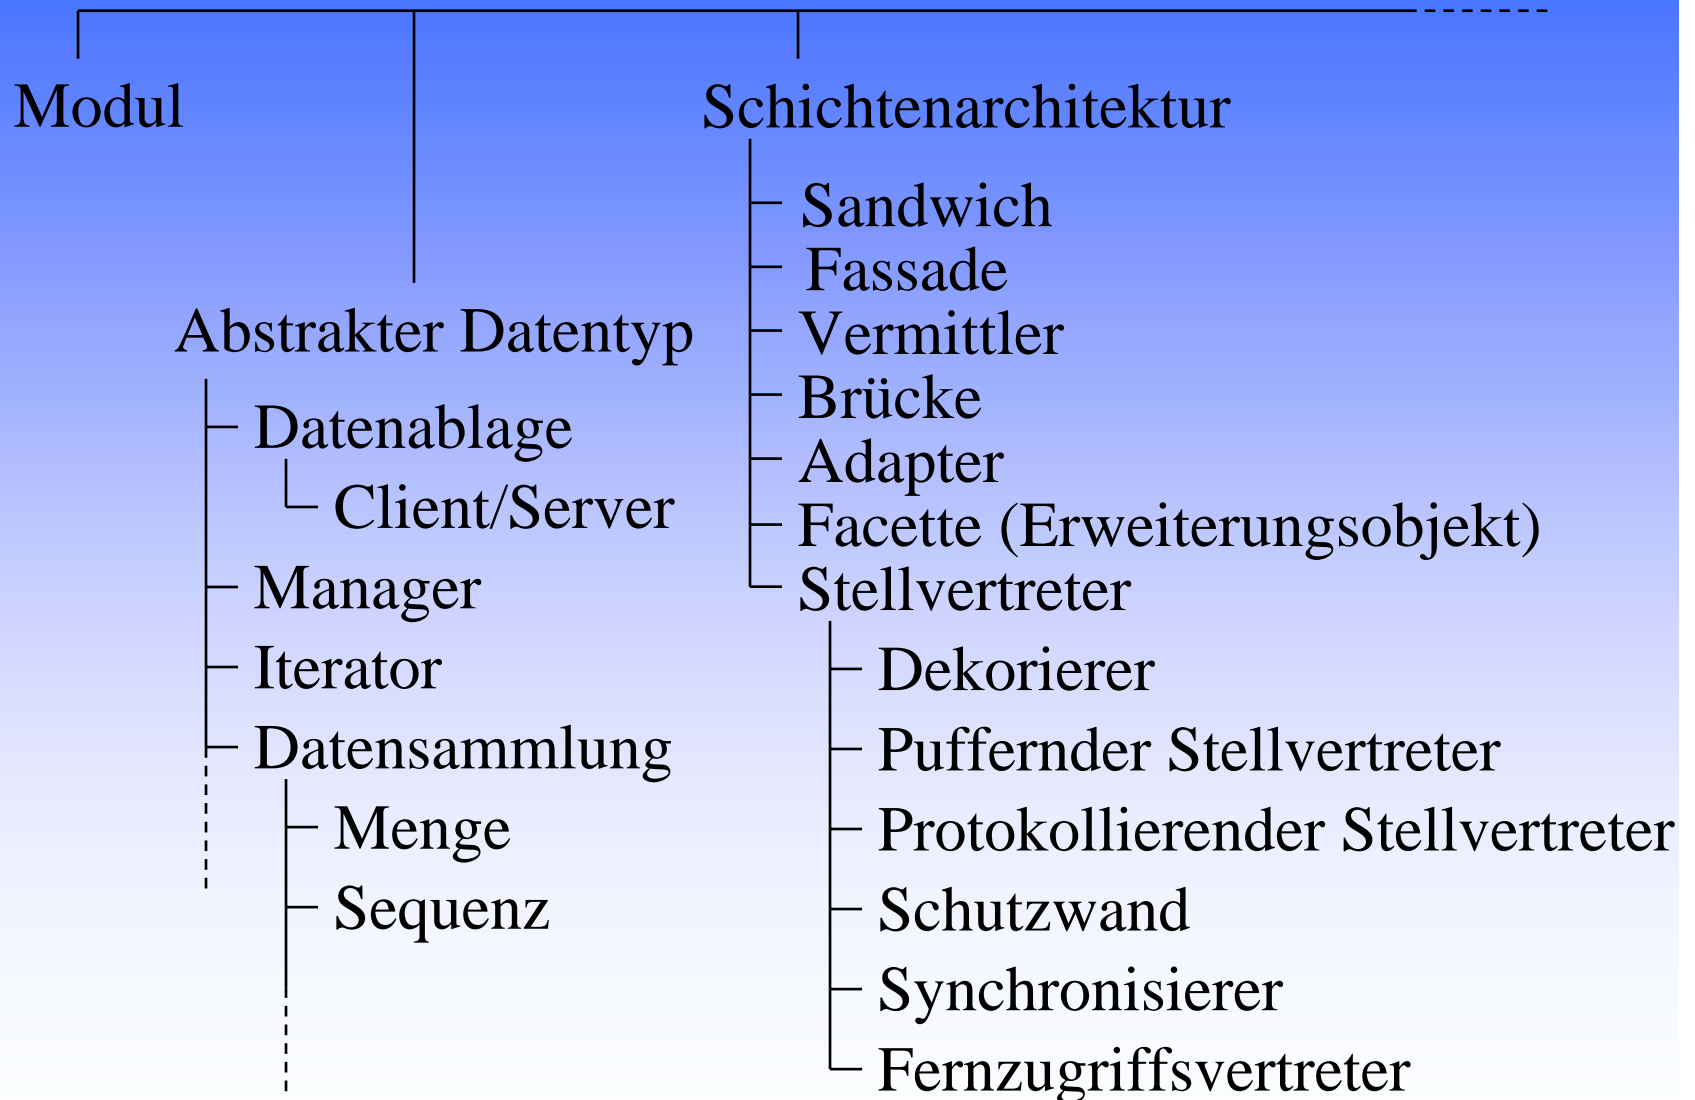 Modul
Abstrakter Datentyp
Datenablage
Client/Server
Manager
Iterator
Datensammlung
Menge
Sequenz
Schichtenarchitektur
Sandwich
Fassade
Vermittler
Brücke
Adapter
Facette (Erweiterungsobjekt)
Stellvertreter
Dekorierer
Puffernder Stellvertreter
Protokollierender Stellvertreter
Schutzwand
Synchronisierer
Fernzugriffsvertreter